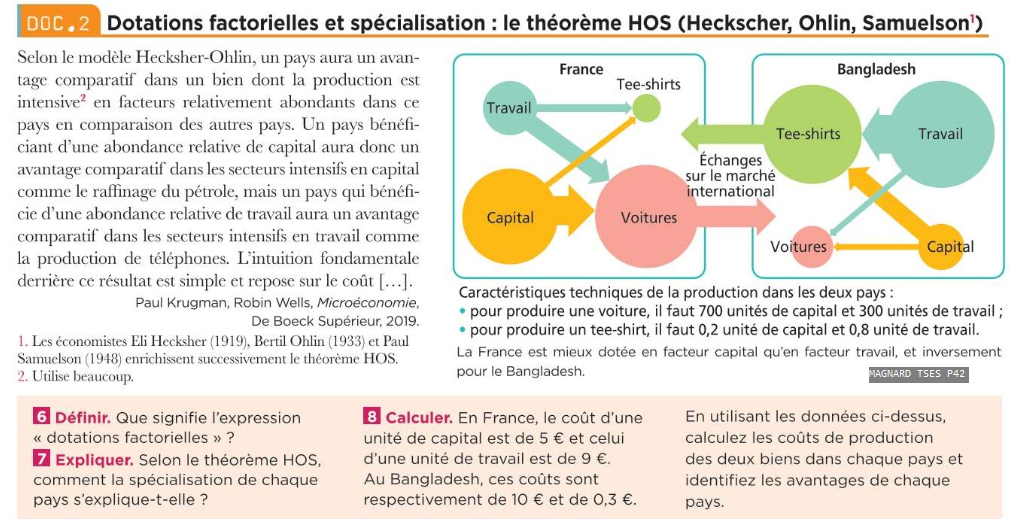 DOC.2 Dotations factorielles et spécialisation : le théorème HOS (Heckscher, Ohlin, Samuelson¹)
Selon le modèle Hecksher-Ohlin, un pays aura un avan-
tage comparatif dans un bien dont la production est
intensive² en facteurs relativement abondants dans ce
pays en comparaison des autres pays. Un pays bénéfi-
ciant d'une abondance relative de capital aura donc un
avantage comparatif dans les secteurs intensifs en capital
comme le raffinage du pétrole, mais un pays qui bénéfi-
cie d'une abondance relative de travail aura un avantage
comparatif dans les secteurs intensifs en travail comme
la production de téléphones. L'intuition fondamentale
derrière ce résultat est simple et repose sur le coût […].
Paul Krugman, Robin Wells, Microéconomie,
De Boeck Supérieur, 2019.
1. Les économistes Eli Hecksher (1919), Bertil Ohlin (1933) et Paul
Samuelson (1948) enrichissent successivement le théorème HOS.
2. Utilise beaucoup.
France
Tee-shirts
Travail
Capital
Voitures
Échanges
sur le marché
international
Bangladesh
Tee-shirts
Travail
Voitures
Capital
Caractéristiques techniques de la production dans les deux pays :
• pour produire une voiture, il faut 700 unités de capital et 300 unités de travail ;
• pour produire un tee-shirt, il faut 0,2 unité de capital et 0,8 unité de travail.
La France est mieux dotée en facteur capital qu'en facteur travail, et inversement
pour le Bangladesh.
MAGNARD TSES P42
6 Définir. Que signifie l'expression
« dotations factorielles » ?
7 Expliquer. Selon le théorème HOS,
comment la spécialisation de chaque
pays s'explique-t-elle ?
8 Calculer. En France, le coût d'une
unité de capital est de 5 € et celui
d'une unité de travail est de 9 €.
Au Bangladesh, ces coûts sont
respectivement de 10 € et de 0,3 €.
En utilisant les données ci-dessus,
calculez les coûts de production
des deux biens dans chaque pays et
identifiez les avantages de chaque
pays.